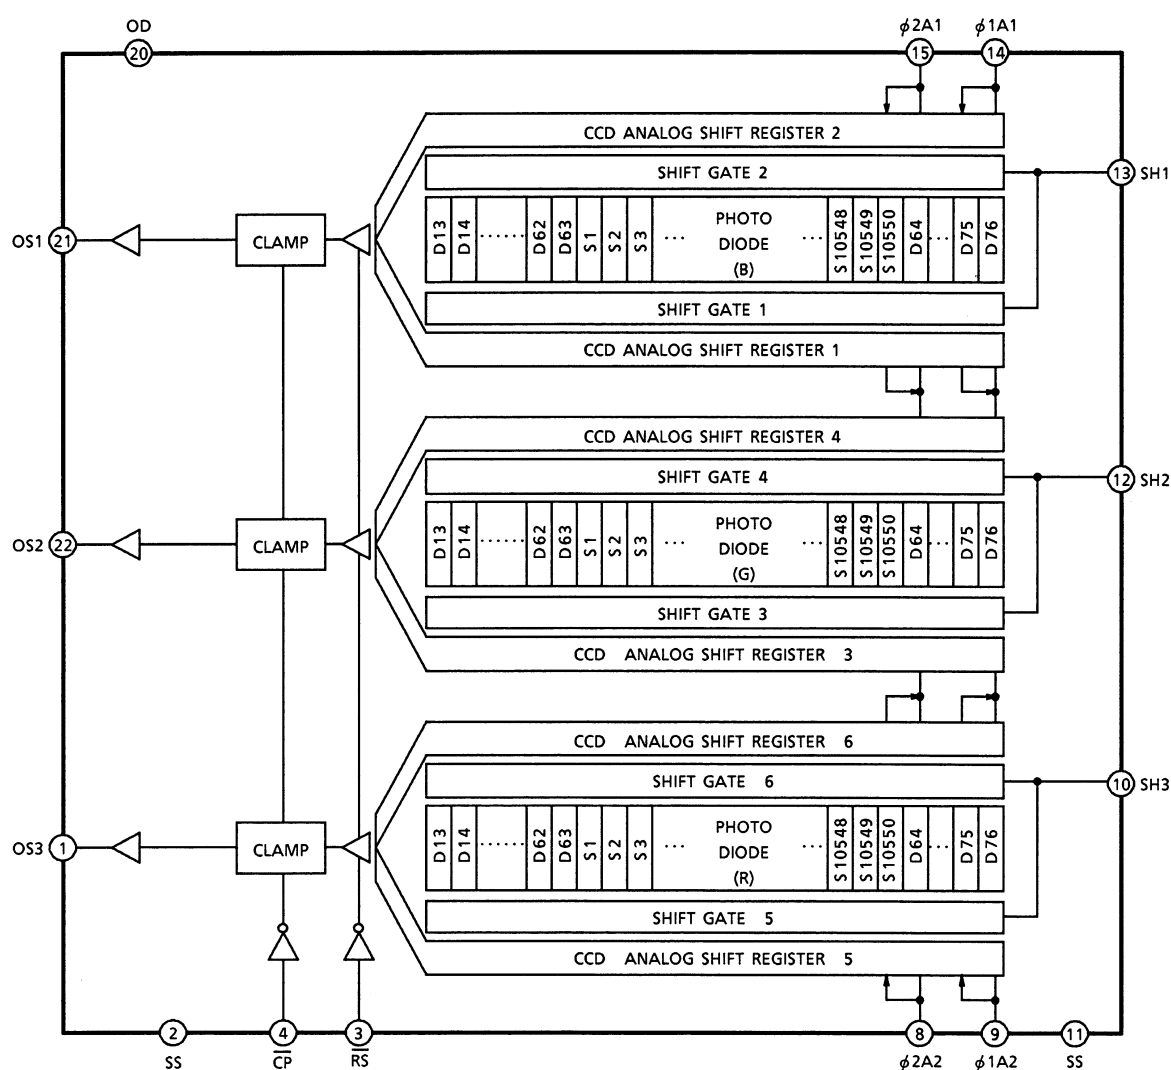 OD
φ2A1 φ1A1
20 15 14
CCD ANALOG SHIFT REGISTER 2
SHIFT GATE 2
13 SH1
D13 D14 ······· D62 D63 S1 S2 S3 ··· PHOTO DIODE (B) ··· S10548 S10549 S10550 D64 ··· D75 D76
OS1 21 CLAMP
SHIFT GATE 1
CCD ANALOG SHIFT REGISTER 1
CCD ANALOG SHIFT REGISTER 4
SHIFT GATE 4
12 SH2
D13 D14 ······· D62 D63 S1 S2 S3 ··· PHOTO DIODE (G) ··· S10548 S10549 S10550 D64 ··· D75 D76
OS2 22 CLAMP
SHIFT GATE 3
CCD ANALOG SHIFT REGISTER 3
CCD ANALOG SHIFT REGISTER 6
SHIFT GATE 6
10 SH3
D13 D14 ······· D62 D63 S1 S2 S3 ··· PHOTO DIODE (R) ··· S10548 S10549 S10550 D64 ··· D75 D76
OS3 1 CLAMP
SHIFT GATE 5
CCD ANALOG SHIFT REGISTER 5
2 4 3 8 9 11
SS C̅P̅ R̅S̅ φ2A2 φ1A2 SS